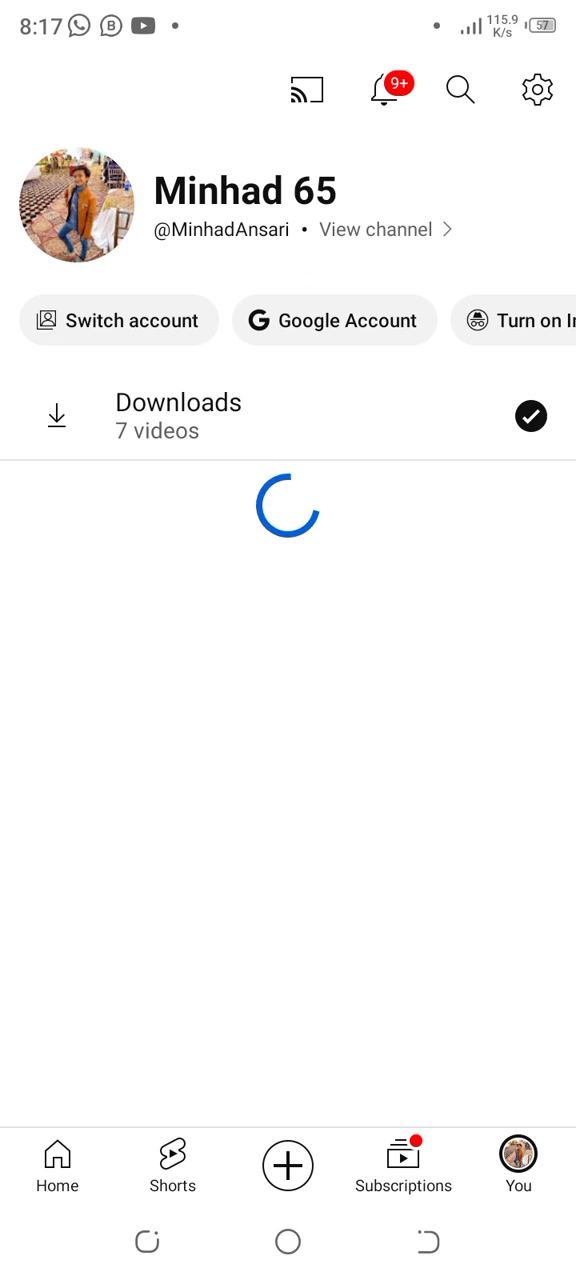 8:17
115.9
K/s
57
9+
Minhad 65
@MinhadAnsari • View channel
Switch account
Google Account
Turn on In
Downloads
7 videos
Home
Shorts
Subscriptions
You